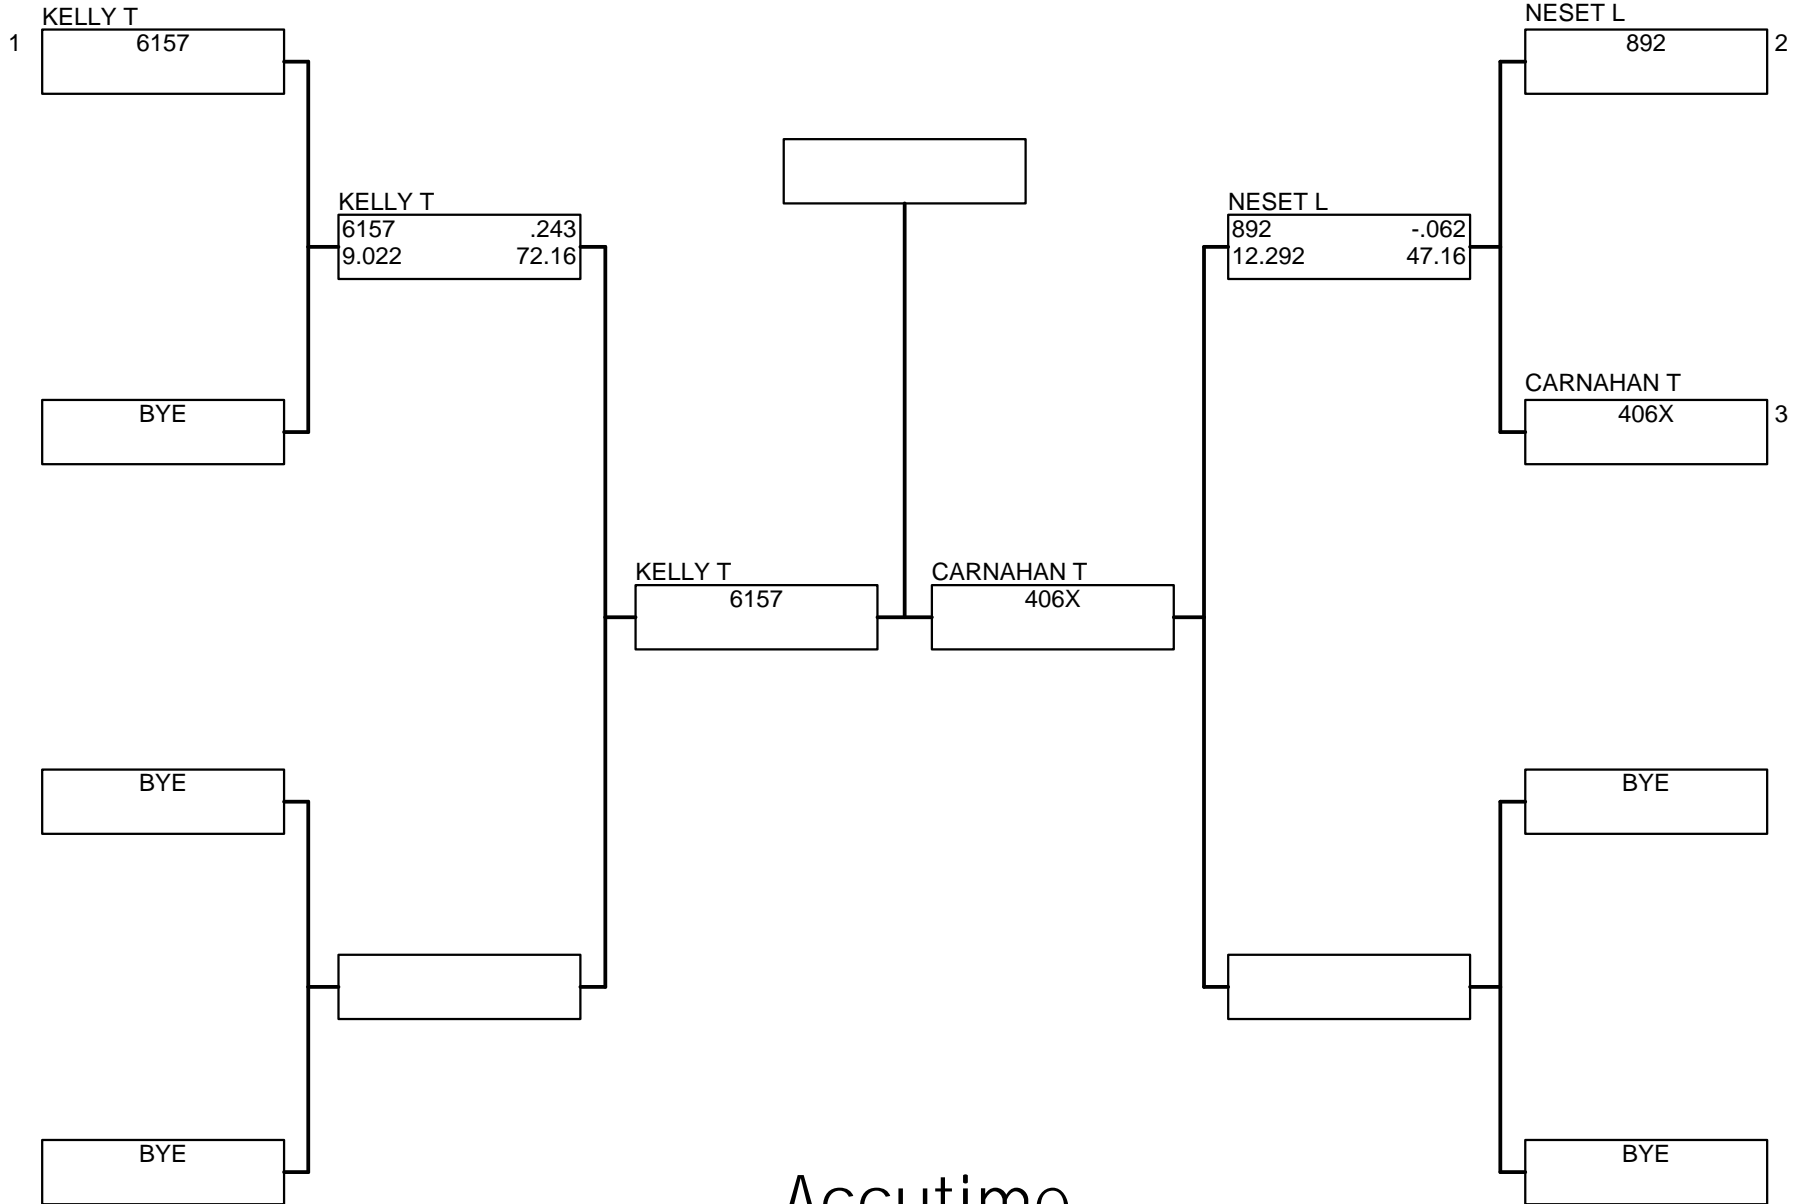 KELLY T
1 6157
NESET L
892 2
KELLY T
6157 .243
9.022 72.16
NESET L
892 -.062
12.292 47.16
BYE
CARNAHAN T
406X 3
KELLY T
6157
CARNAHAN T
406X
BYE
BYE
BYE
BYE
Accutime